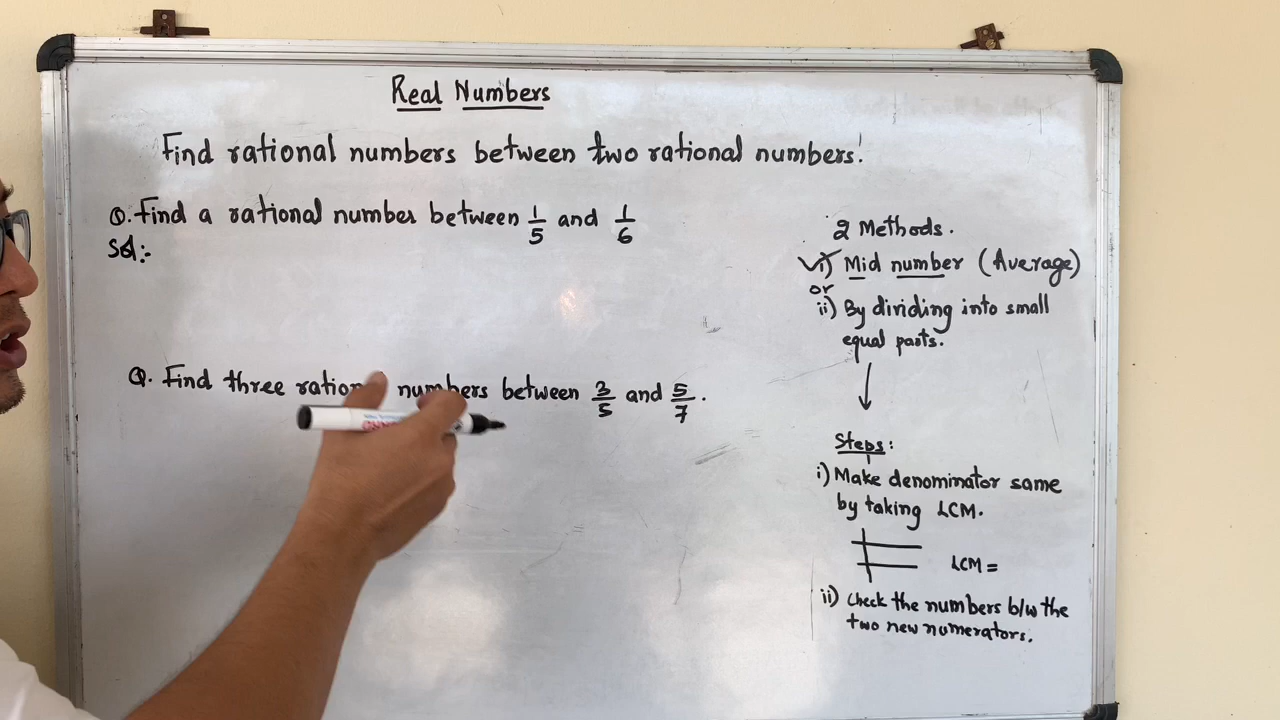 Real Numbers
Find rational numbers between two rational numbers!
Q. Find a rational number between 1/5 and 1/6
Sol:-
Q. Find three numbers between 3/5 and 5/7.
2 Methods.
i) Mid number (Average)
or
ii) By dividing into small
equal parts.
Steps:
i) Make denominator same
by taking LCM.
LCM =
ii) Check the numbers b/w the
two new numerators.